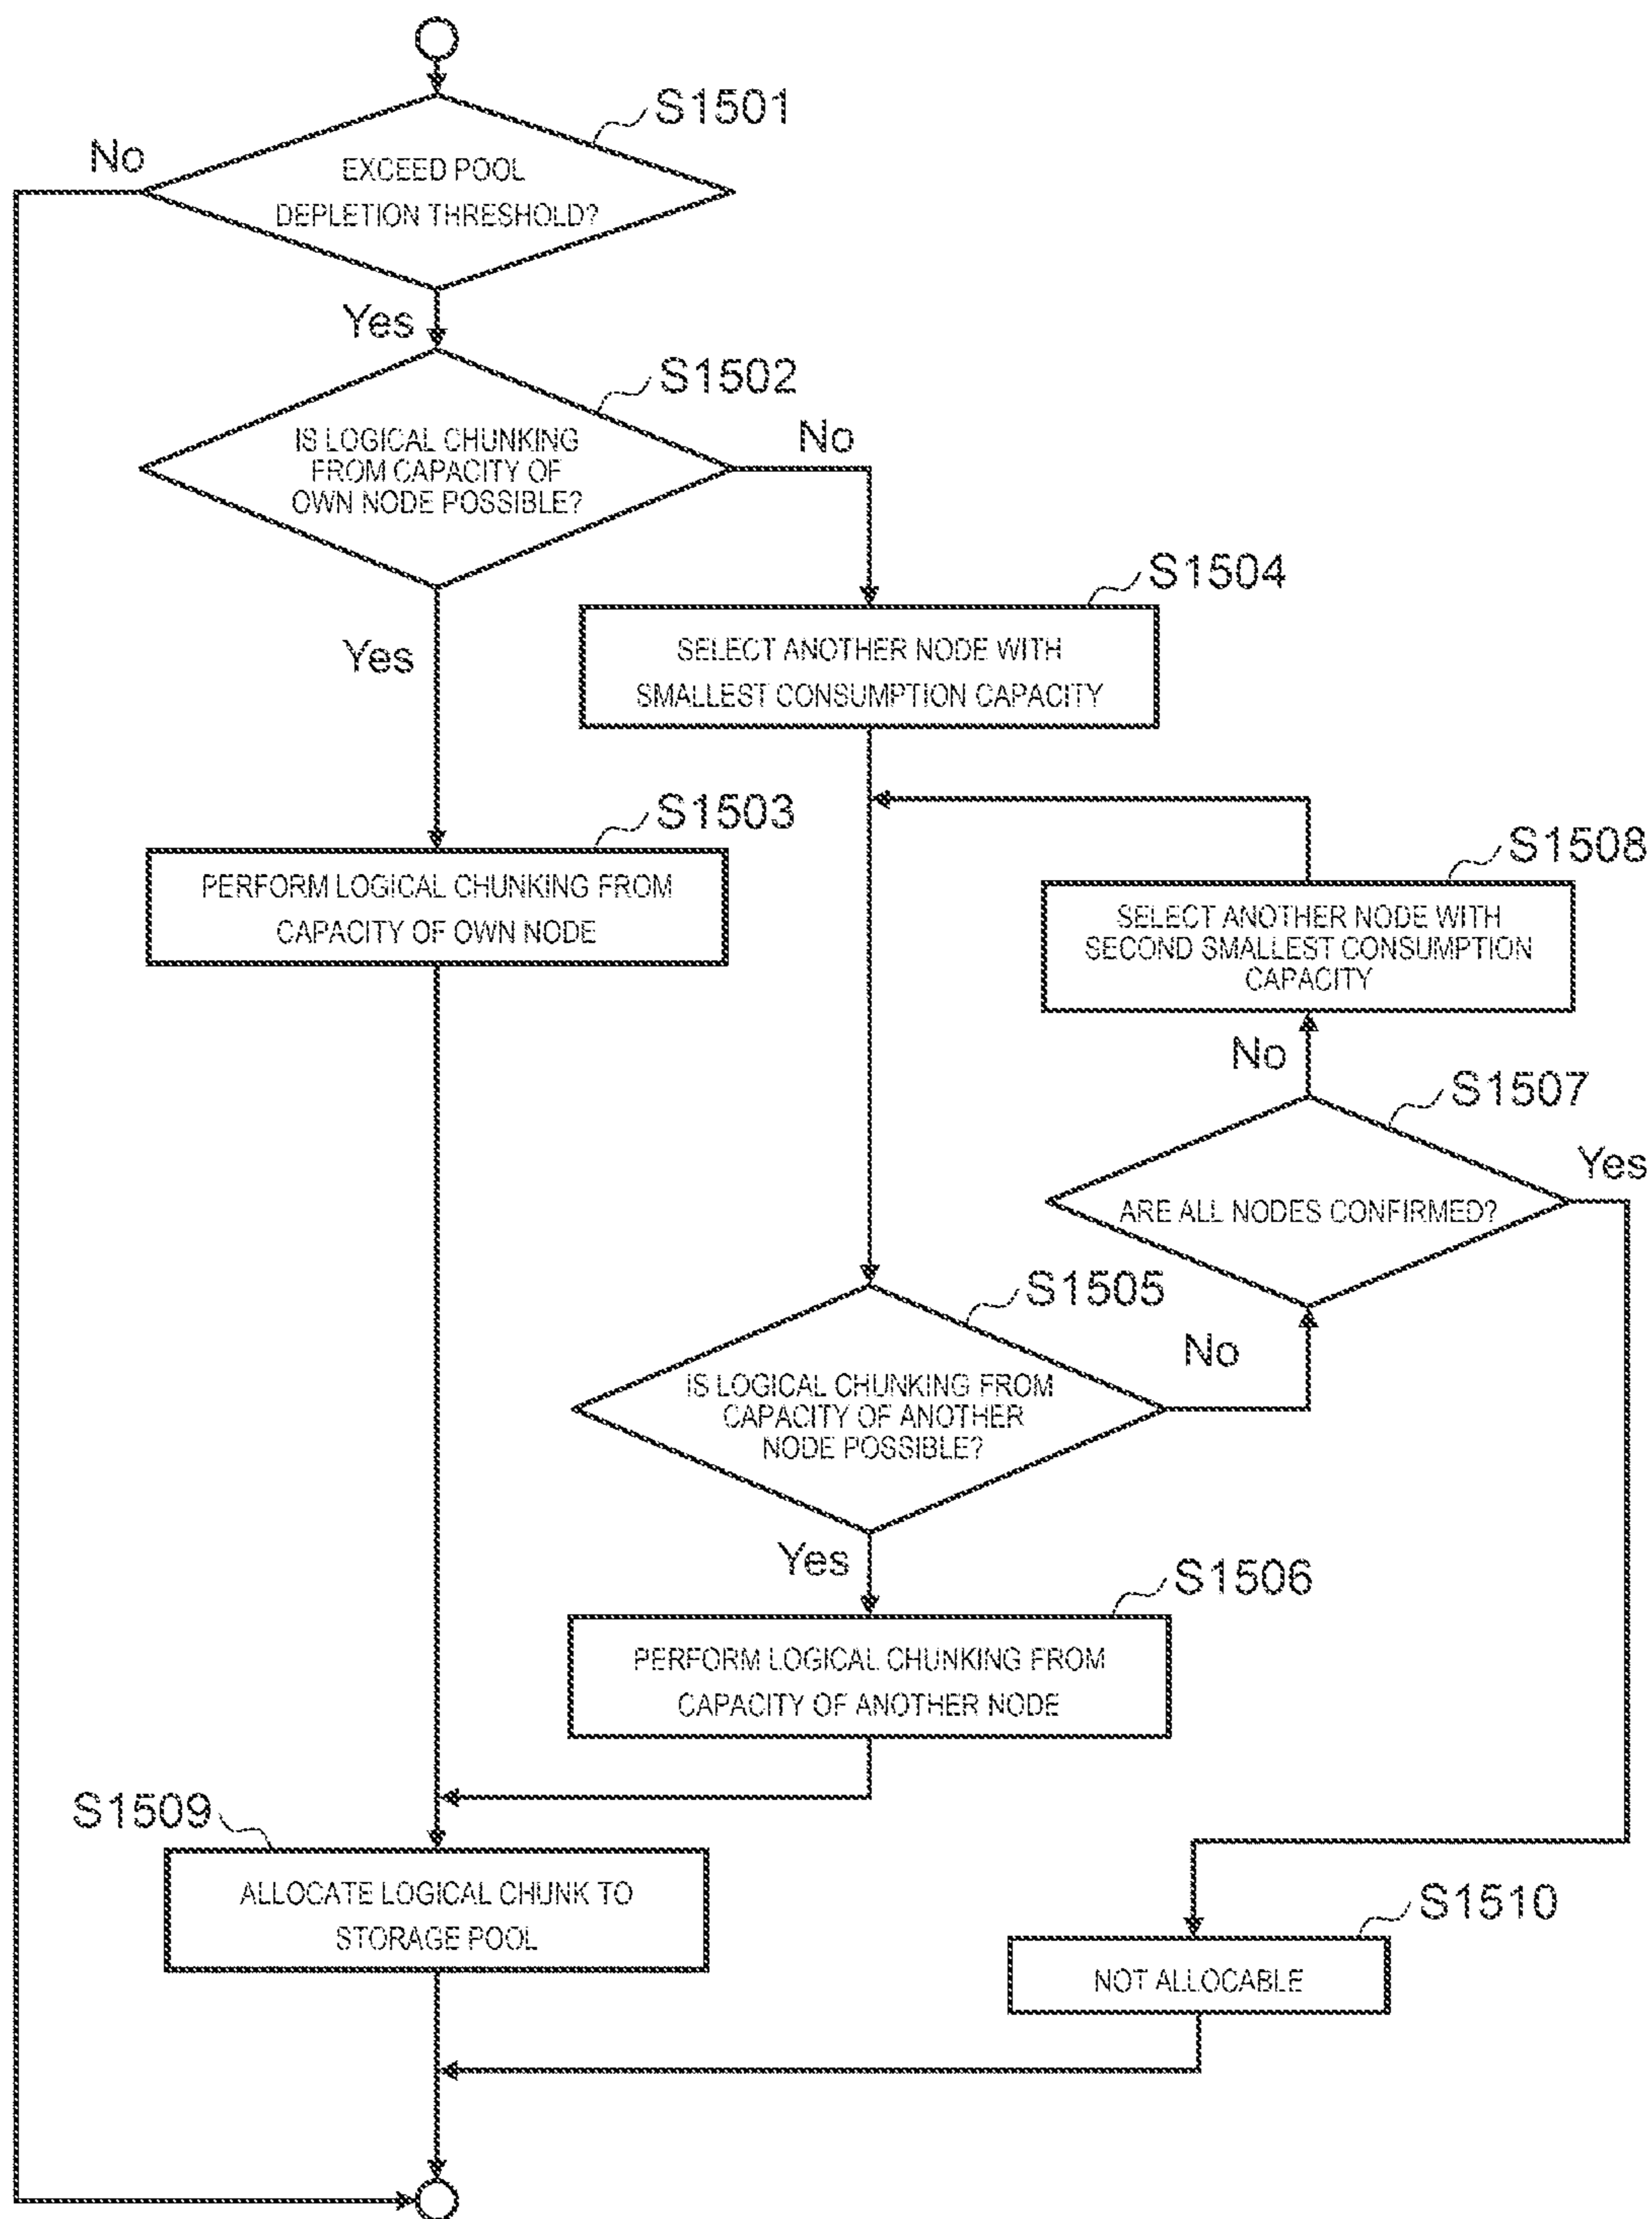 S1501
No
EXCEED POOL
DEPLETION THRESHOLD?
Yes
S1502
IS LOGICAL CHUNKING
FROM CAPACITY OF
OWN NODE POSSIBLE?
No
Yes
S1504
SELECT ANOTHER NODE WITH
SMALLEST CONSUMPTION CAPACITY
S1503
PERFORM LOGICAL CHUNKING FROM
CAPACITY OF OWN NODE
S1508
SELECT ANOTHER NODE WITH
SECOND SMALLEST CONSUMPTION
CAPACITY
No
S1507
Yes
ARE ALL NODES CONFIRMED?
S1505
No
IS LOGICAL CHUNKING FROM
CAPACITY OF ANOTHER
NODE POSSIBLE?
Yes
S1506
PERFORM LOGICAL CHUNKING FROM
CAPACITY OF ANOTHER NODE
S1509
ALLOCATE LOGICAL CHUNK TO
STORAGE POOL
S1510
NOT ALLOCABLE